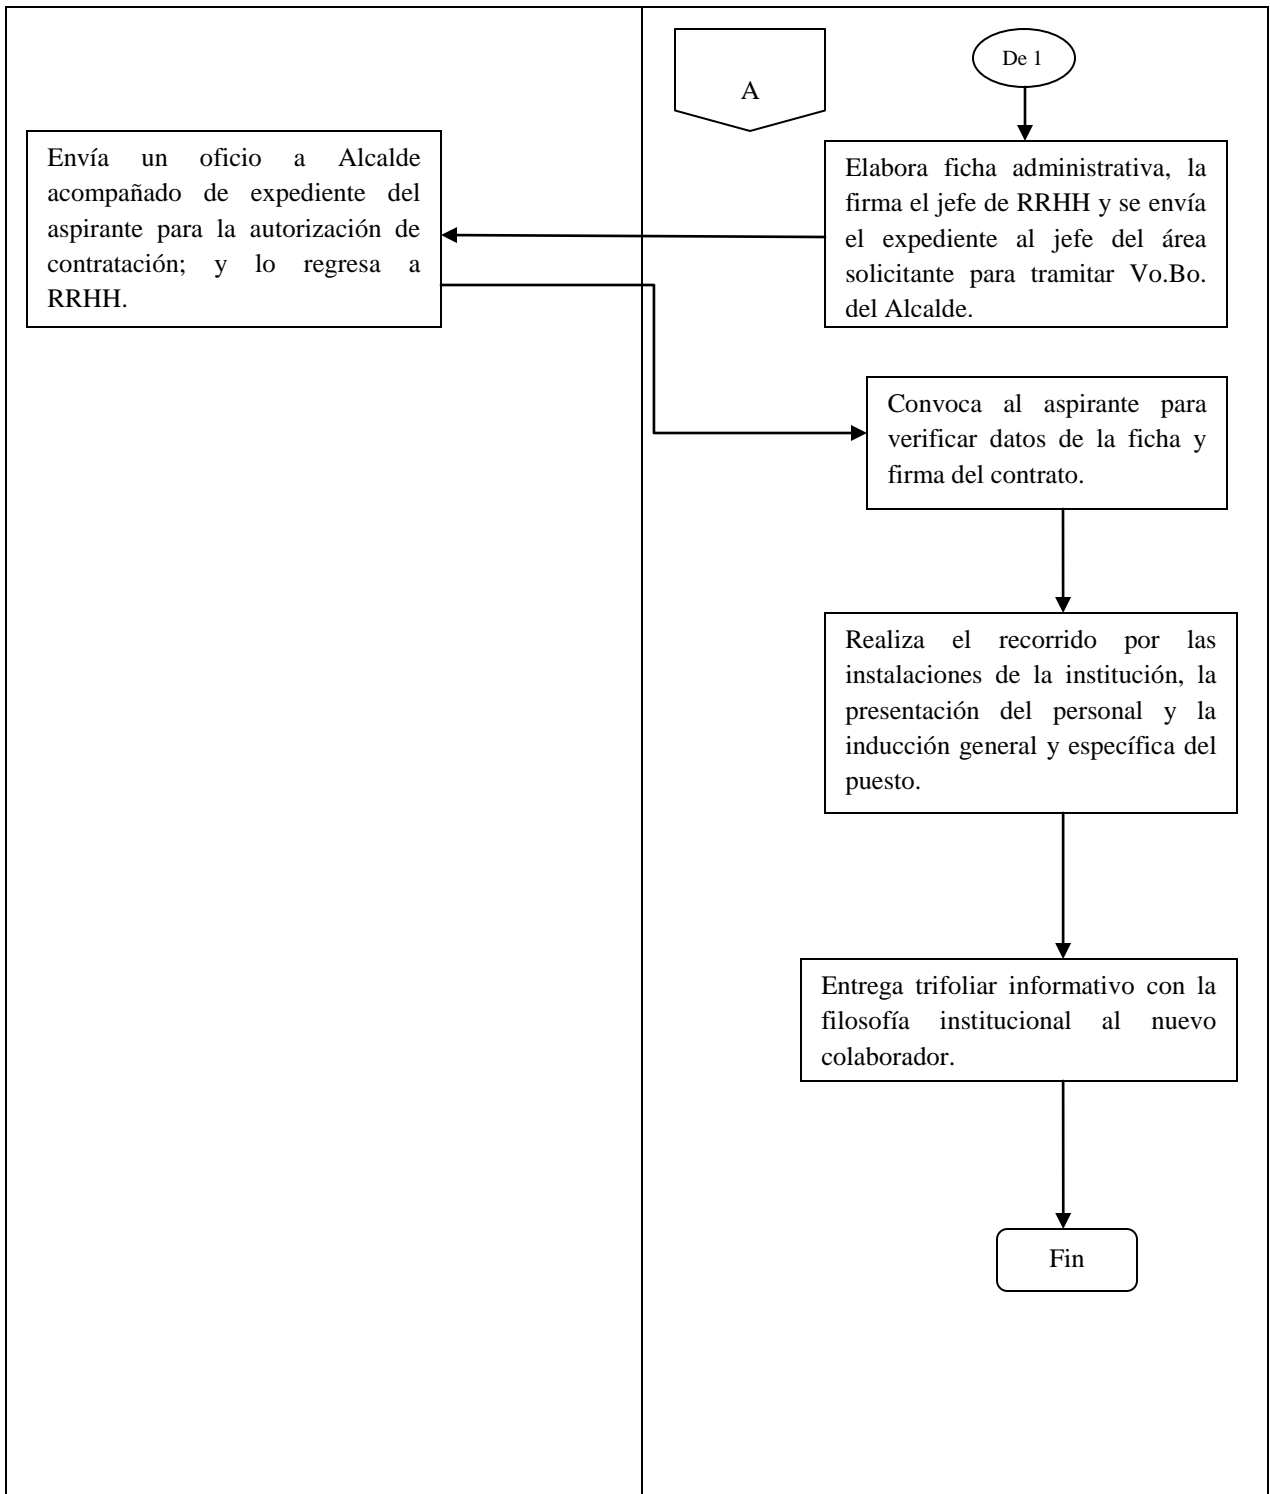 A
De 1
Elabora ficha administrativa, la
firma el jefe de RRHH y se envía
el expediente al jefe del área
solicitante para tramitar Vo.Bo.
del Alcalde.
Envía un oficio a Alcalde
acompañado de expediente del
aspirante para la autorización de
contratación; y lo regresa a
RRHH.
Convoca al aspirante para
verificar datos de la ficha y
firma del contrato.
Realiza el recorrido por las
instalaciones de la institución, la
presentación del personal y la
inducción general y específica del
puesto.
Entrega trifoliar informativo con la
filosofía institucional al nuevo
colaborador.
Fin